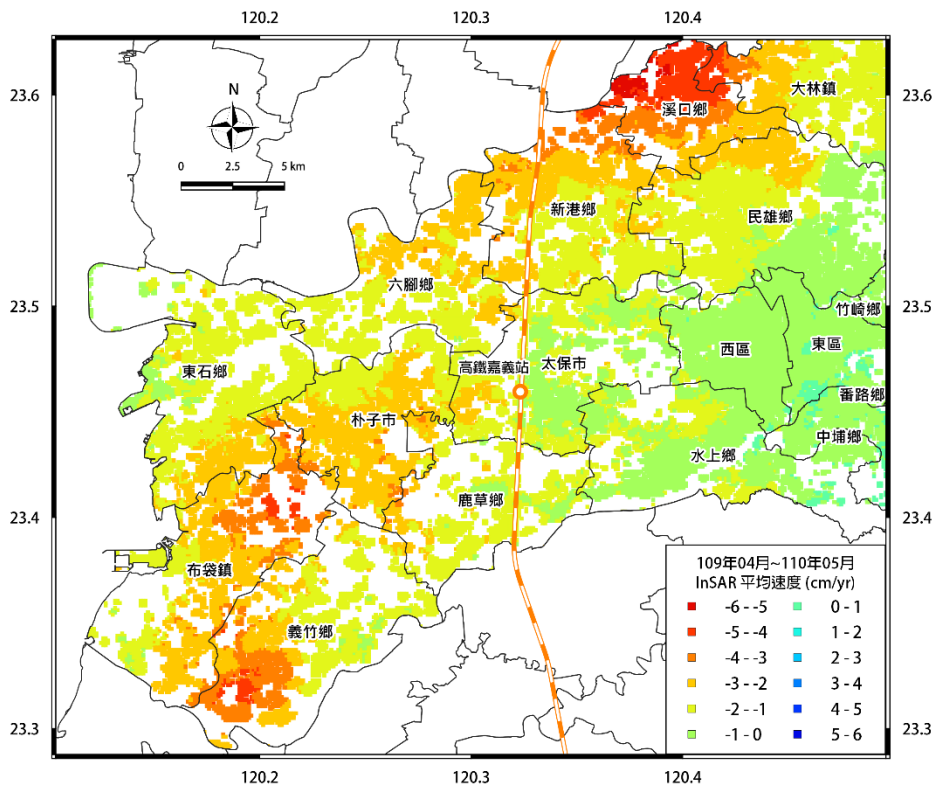 120.2 120.3 120.4
23.6
23.5
23.4
23.3
23.6
23.5
23.4
23.3
N
0 2.5 5 km
大林鎮
溪口鄉
新港鄉
民雄鄉
六腳鄉
竹崎鄉
東區
西區
太保市
高鐵嘉義站
東石鄉
番路鄉
朴子市
中埔鄉
水上鄉
鹿草鄉
布袋鎮
義竹鄉
109年04月~110年05月
InSAR 平均速度 (cm/yr)
-6 - -5 0 - 1
-5 - -4 1 - 2
-4 - -3 2 - 3
-3 - -2 3 - 4
-2 - -1 4 - 5
-1 - 0 5 - 6
120.2 120.3 120.4